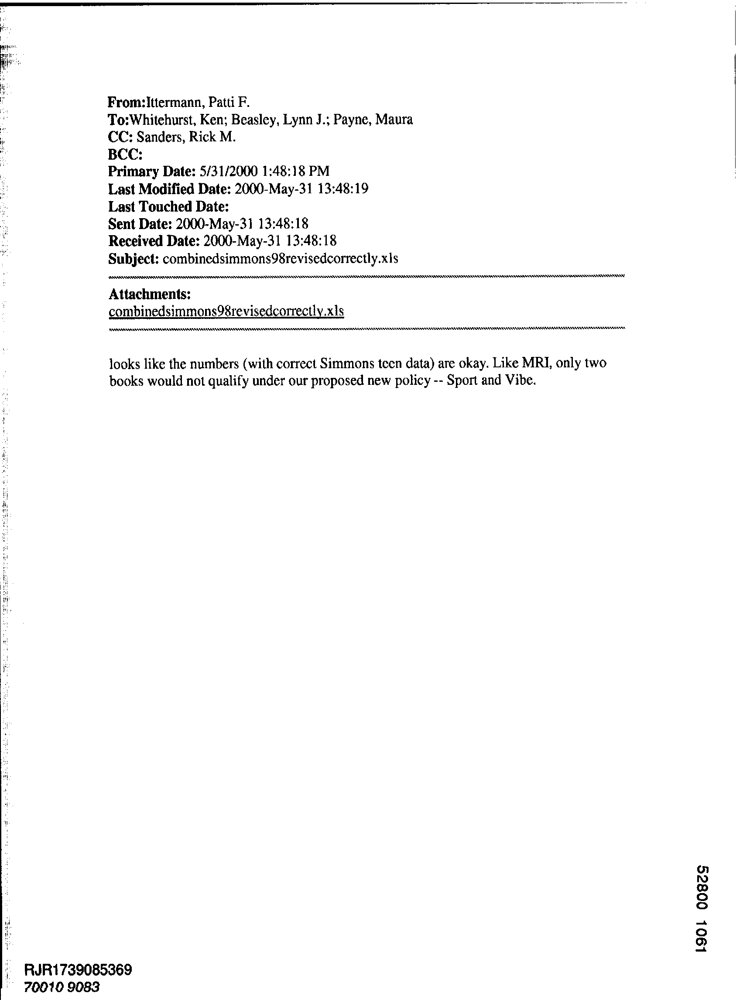 From:Ittermann, Patti F.
To:Whitehurst, Ken; Beasley, Lynn J.; Payne, Maura
CC: Sanders, Rick M.
BCC:
Primary Date: 5/31/2000 1:48:18 PM
Last Modified Date: 2000-May-31 13:48:19
Last Touched Date:
Sent Date: 2000-May-31 13:48:18
Received Date: 2000-May-31 13:48:18
Subject: combinedsimmons98revisedcorrectly.xls
Attachments:
combinedsimmons98revisedcorrectly.xls
looks like the numbers (with correct Simmons teen data) are okay. Like MRI, only two
books would not qualify under our proposed new policy -- Sport and Vibe.
52800 1061
RJR1739085369
70010 9083